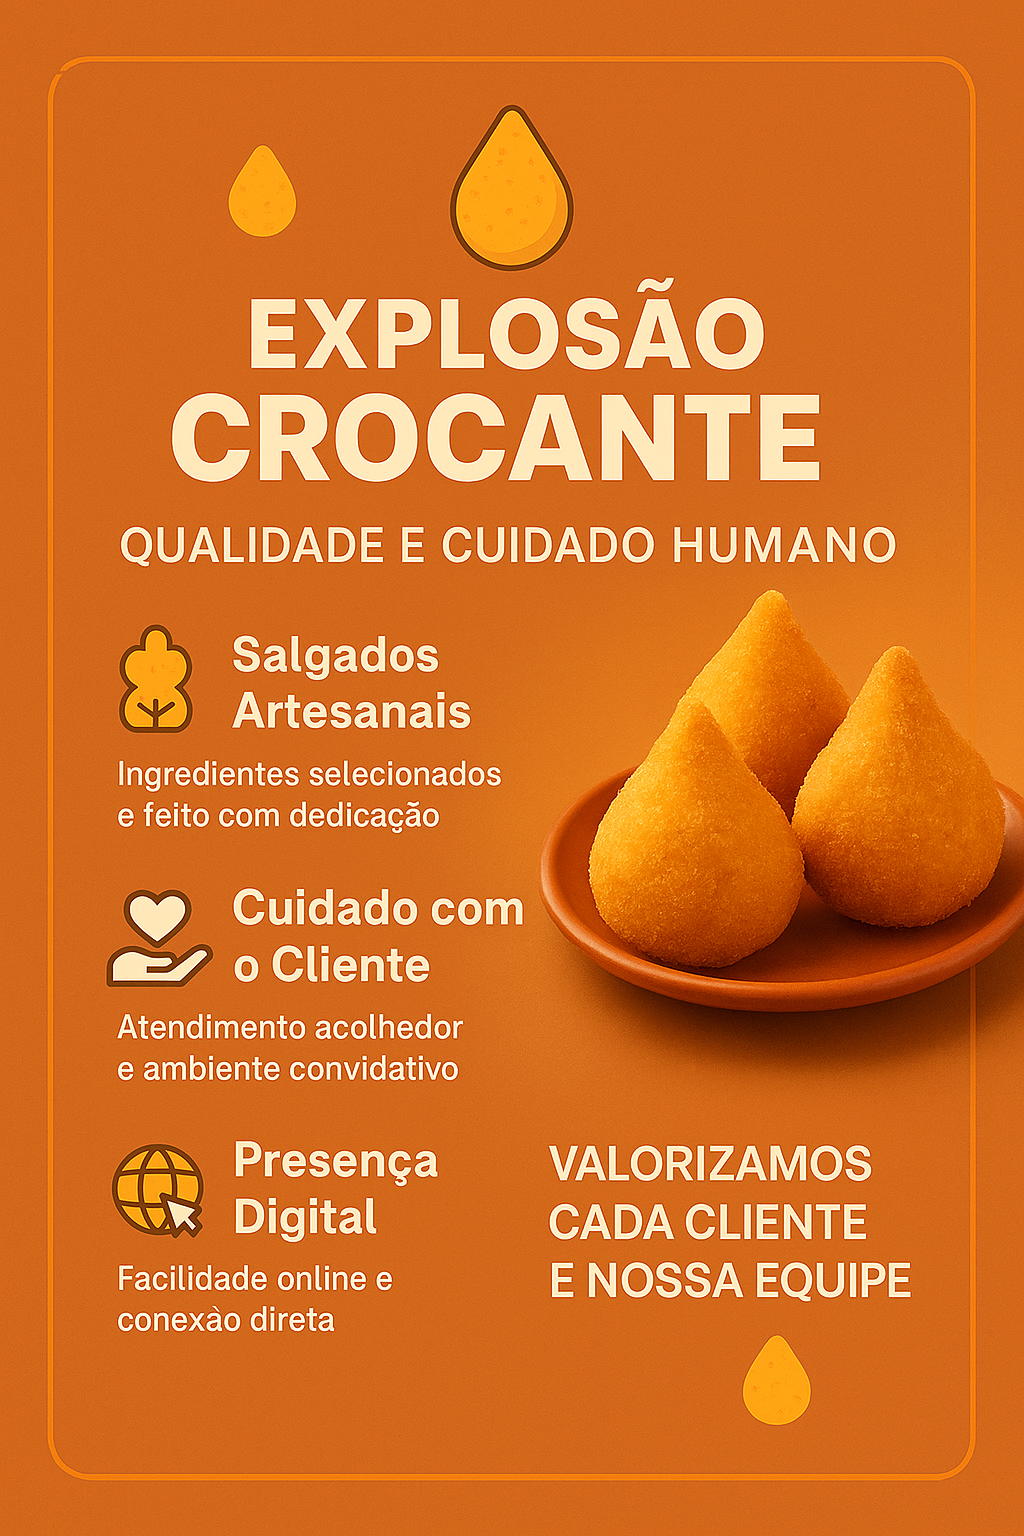 EXPLOSÃO
CROCANTE
QUALIDADE E CUIDADO HUMANO
Salgados
Artesanais
Ingredientes selecionados
e feito com dedicação
Cuidado com
o Cliente
Atendimento acolhedor
e ambiente convidativo
Presença
Digital
Facilidade online e
conexào direta
VALORIZAMOS
CADA CLIENTE
E NOSSA EQUIPE